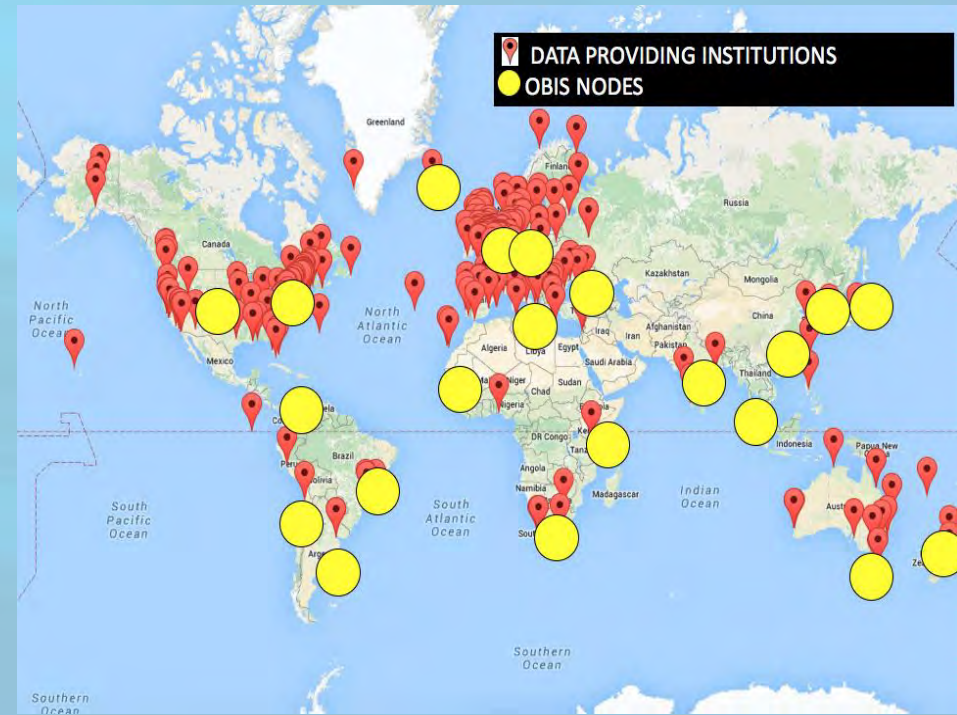 DATA PROVIDING INSTITUTIONS
OBIS NODES
Greenland
Finland
Russia
Canada
Kazakhstan
Mongolia
North
Pacific
Ocean
North
Atlantic
Ocean
China
Afghanistan
Pakistan
Iraq
Iran
Algeria
Libya
Egypt
Saudi Arabia
Mexico
Thailand
Niger
Chad
Sudan
Nigeria
DR Congo
Indonesia
Papua New
Brazil
Angola
Namibia
Madagascar
South
Pacific
Ocean
South
Atlantic
Ocean
Indian
Ocean
Southern
Ocean
Southern
Ocean